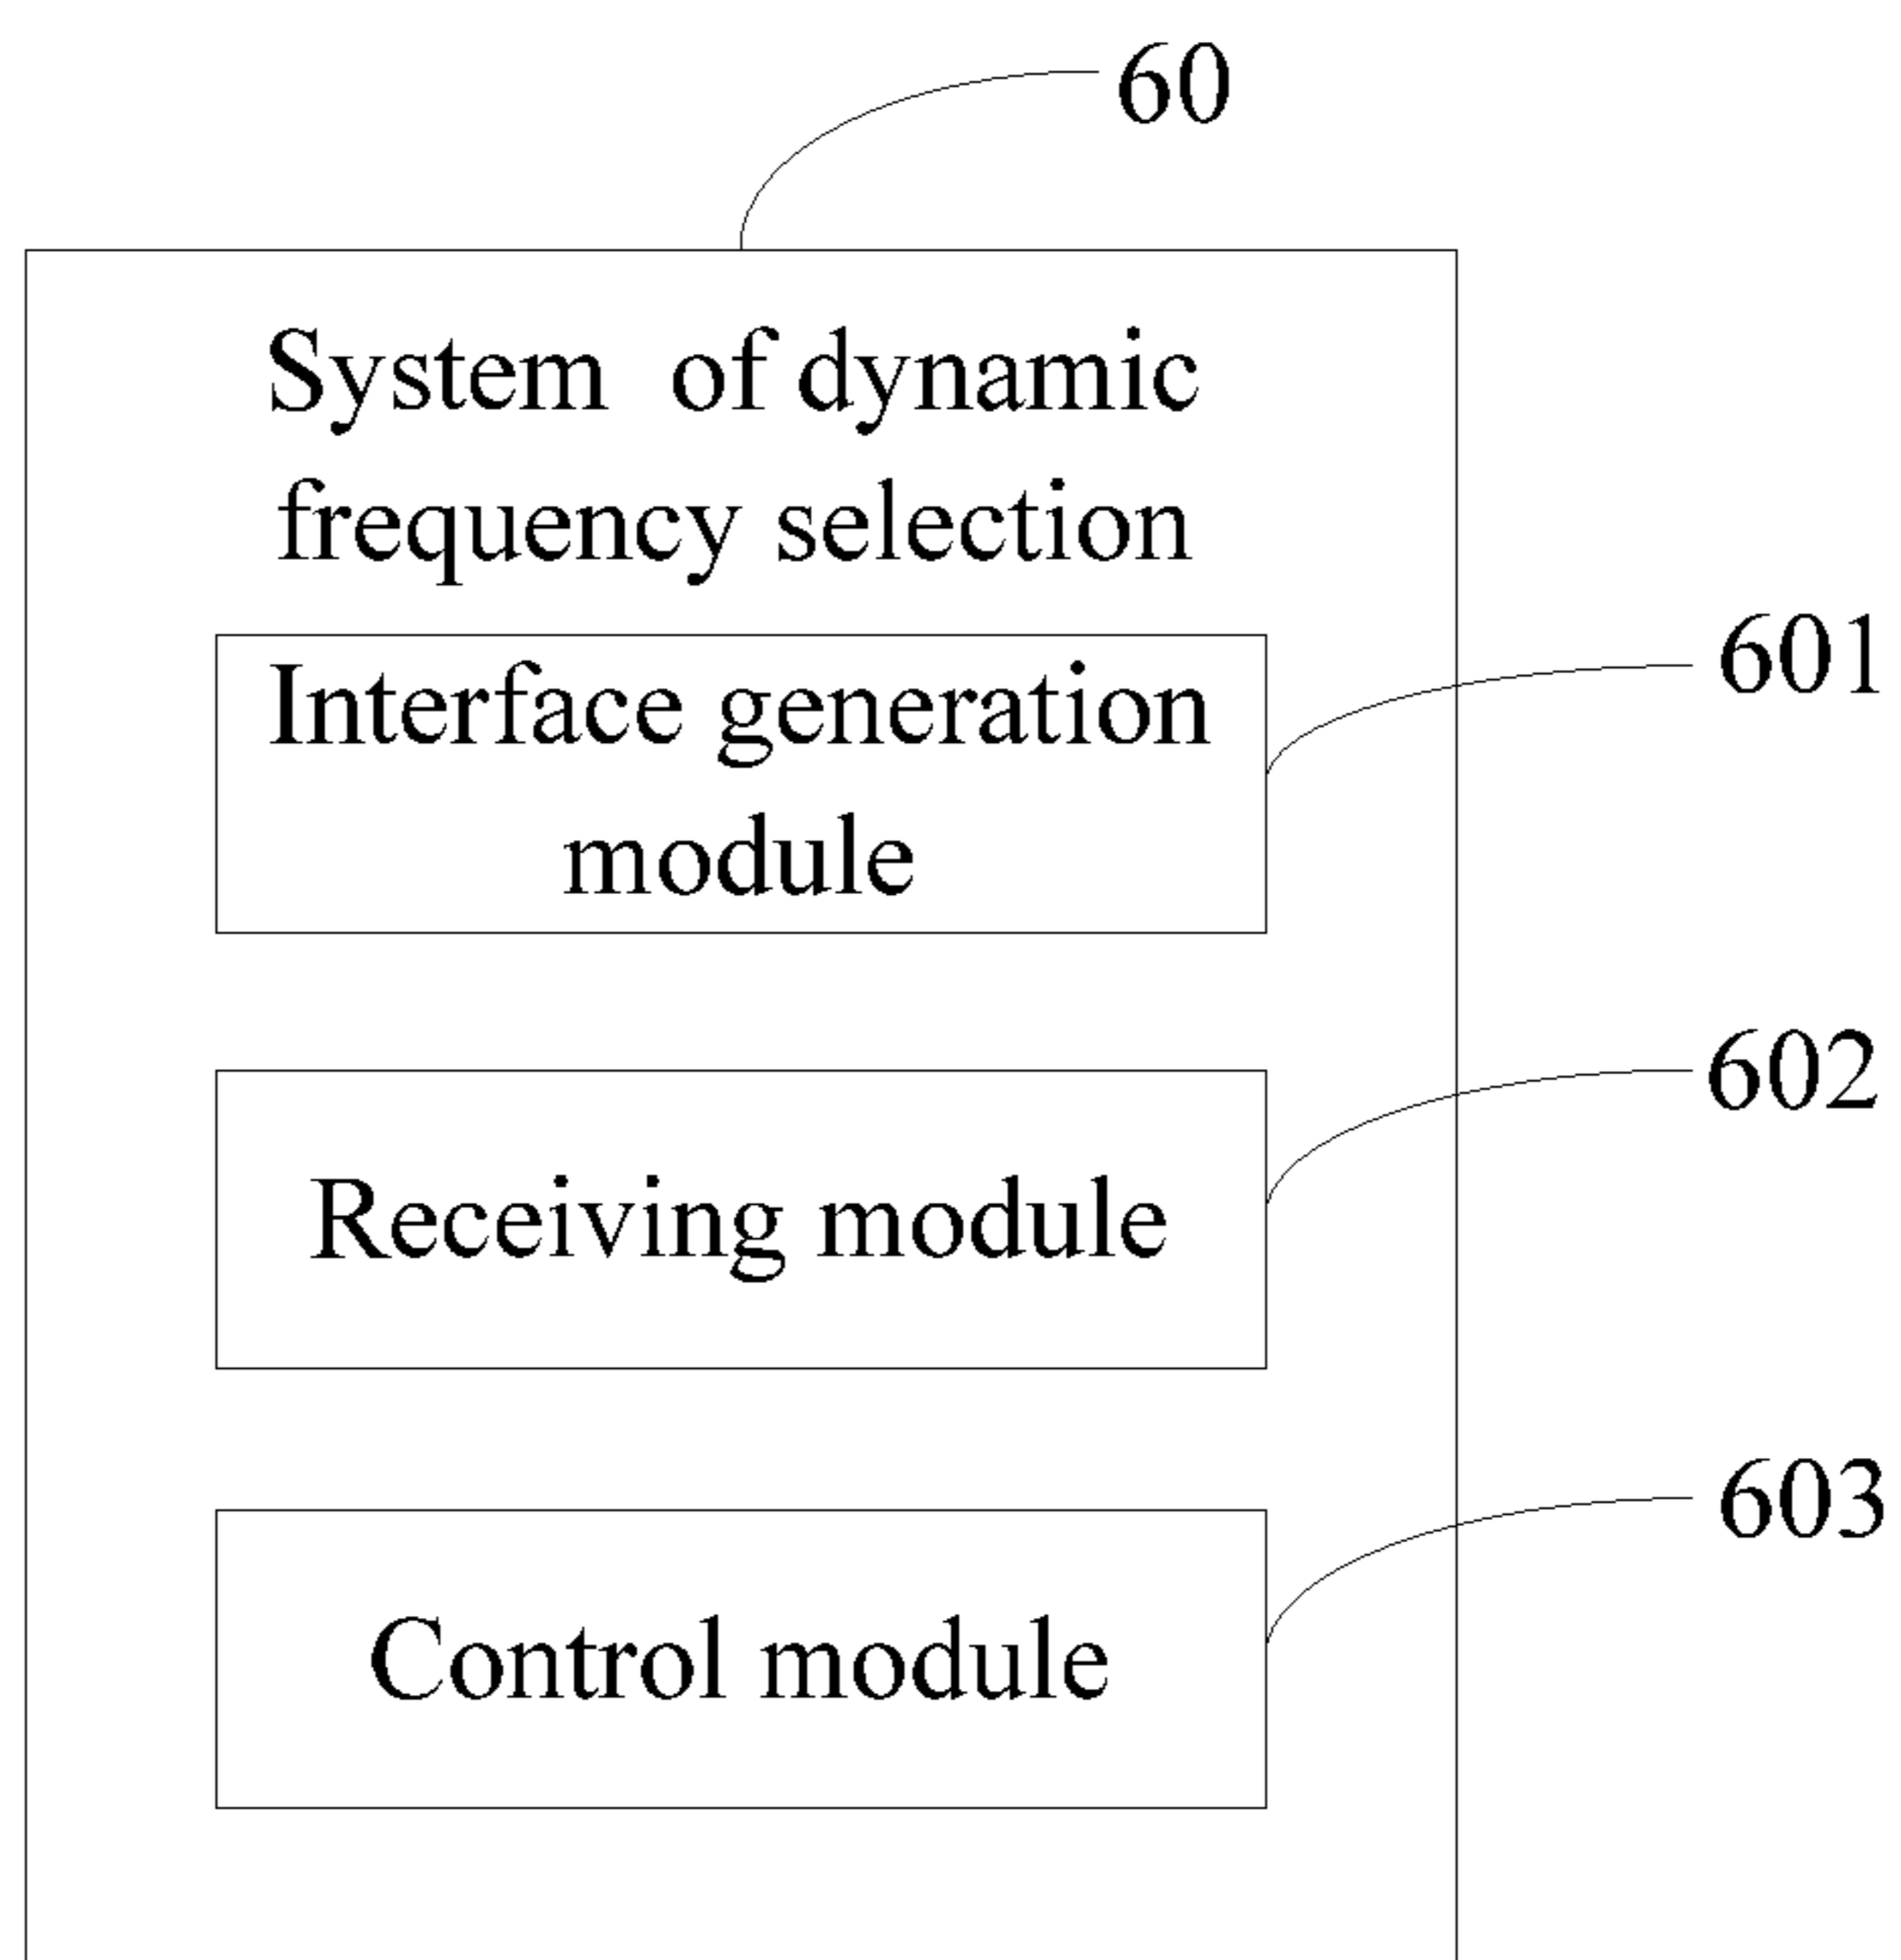 60
System of dynamic
frequency selection
601
Interface generation
module
602
Receiving module
603
Control module